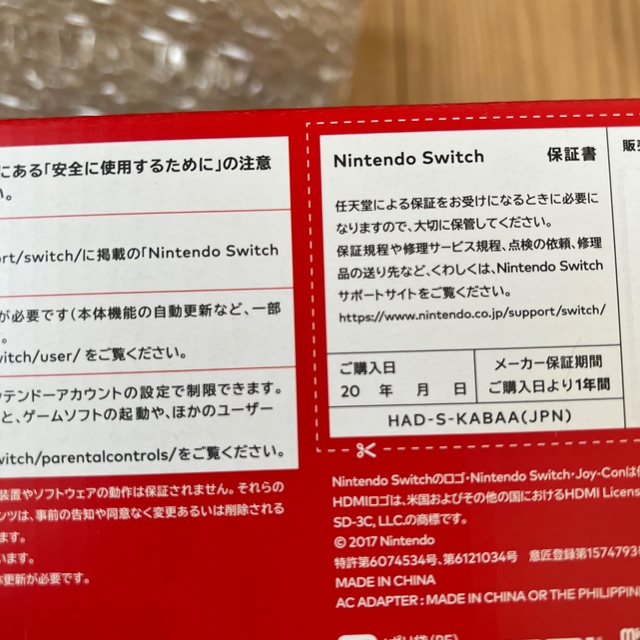 にある「安全に使用するために」の注意
い。
ort/switch/に掲載の「Nintendo Switch
が必要です(本体機能の自動更新など、一部
。
witch/user/ をご覧ください。
ンテンドーアカウントの設定で制限できます。
と、ゲームソフトの起動や、ほかのユーザー
witch/parentalcontrols/をご覧ください。
装置やソフトウェアの動作は保証されません。それらの
ンツは、事前の告知や同意なく変更あるいは削除される
ます。
います。
本更新が必要です。
Nintendo Switch 保証書
任天堂による保証をお受けになるときに必要に
なりますので、大切に保管してください。
保証規程や修理サービス規程、点検の依頼、修理
品の送り先など、くわしくは、Nintendo Switch
サポートサイトをご覧ください。
https://www.nintendo.co.jp/support/switch/
ご購入日
20 年 月 日
メーカー保証期間
ご購入日より1年間
HAD-S-KABAA(JPN)
販売
Nintendo Switchのロゴ・Nintendo Switch・Joy-Conは
HDMIロゴは、米国およびその他の国におけるHDMI Licens
SD-3C, LLCの商標です。
© 2017 Nintendo
特許第6074534号、第6121034号 意匠登録第1574793
MADE IN CHINA
AC ADAPTER : MADE IN CHINA OR THE PHILIPPINE